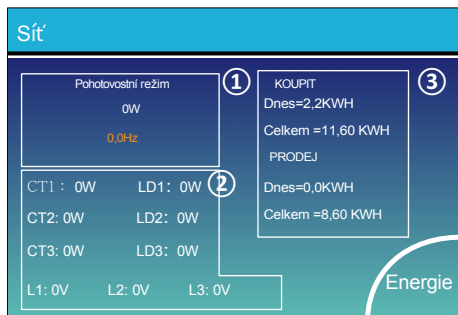 Síť
Pohotovostní režim
0W
0,0Hz
①
CT1： 0W LD1： 0W
②
CT2: 0W LD2： 0W
CT3: 0W LD3： 0W
L1: 0V L2: 0V L3: 0V
③
KOUPIT
Dnes=2,2KWH
Celkem =11,60 KWH
PRODEJ
Dnes=0,0KWH
Celkem =8,60 KWH
Energie